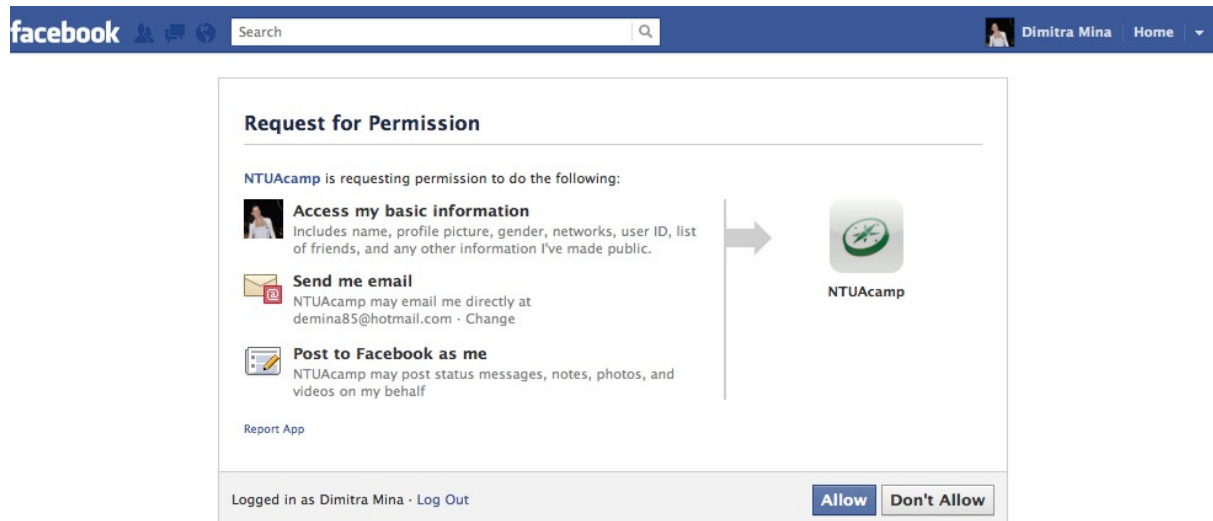 facebook Search Dimitra Mina Home
Request for Permission
NTUAcamp is requesting permission to do the following:
Access my basic information
Includes name, profile picture, gender, networks, user ID, list
of friends, and any other information I've made public.
Send me email
NTUAcamp may email me directly at
demina85@hotmail.com · Change
Post to Facebook as me
NTUAcamp may post status messages, notes, photos, and
videos on my behalf
NTUAcamp
Report App
Logged in as Dimitra Mina · Log Out Allow Don't Allow